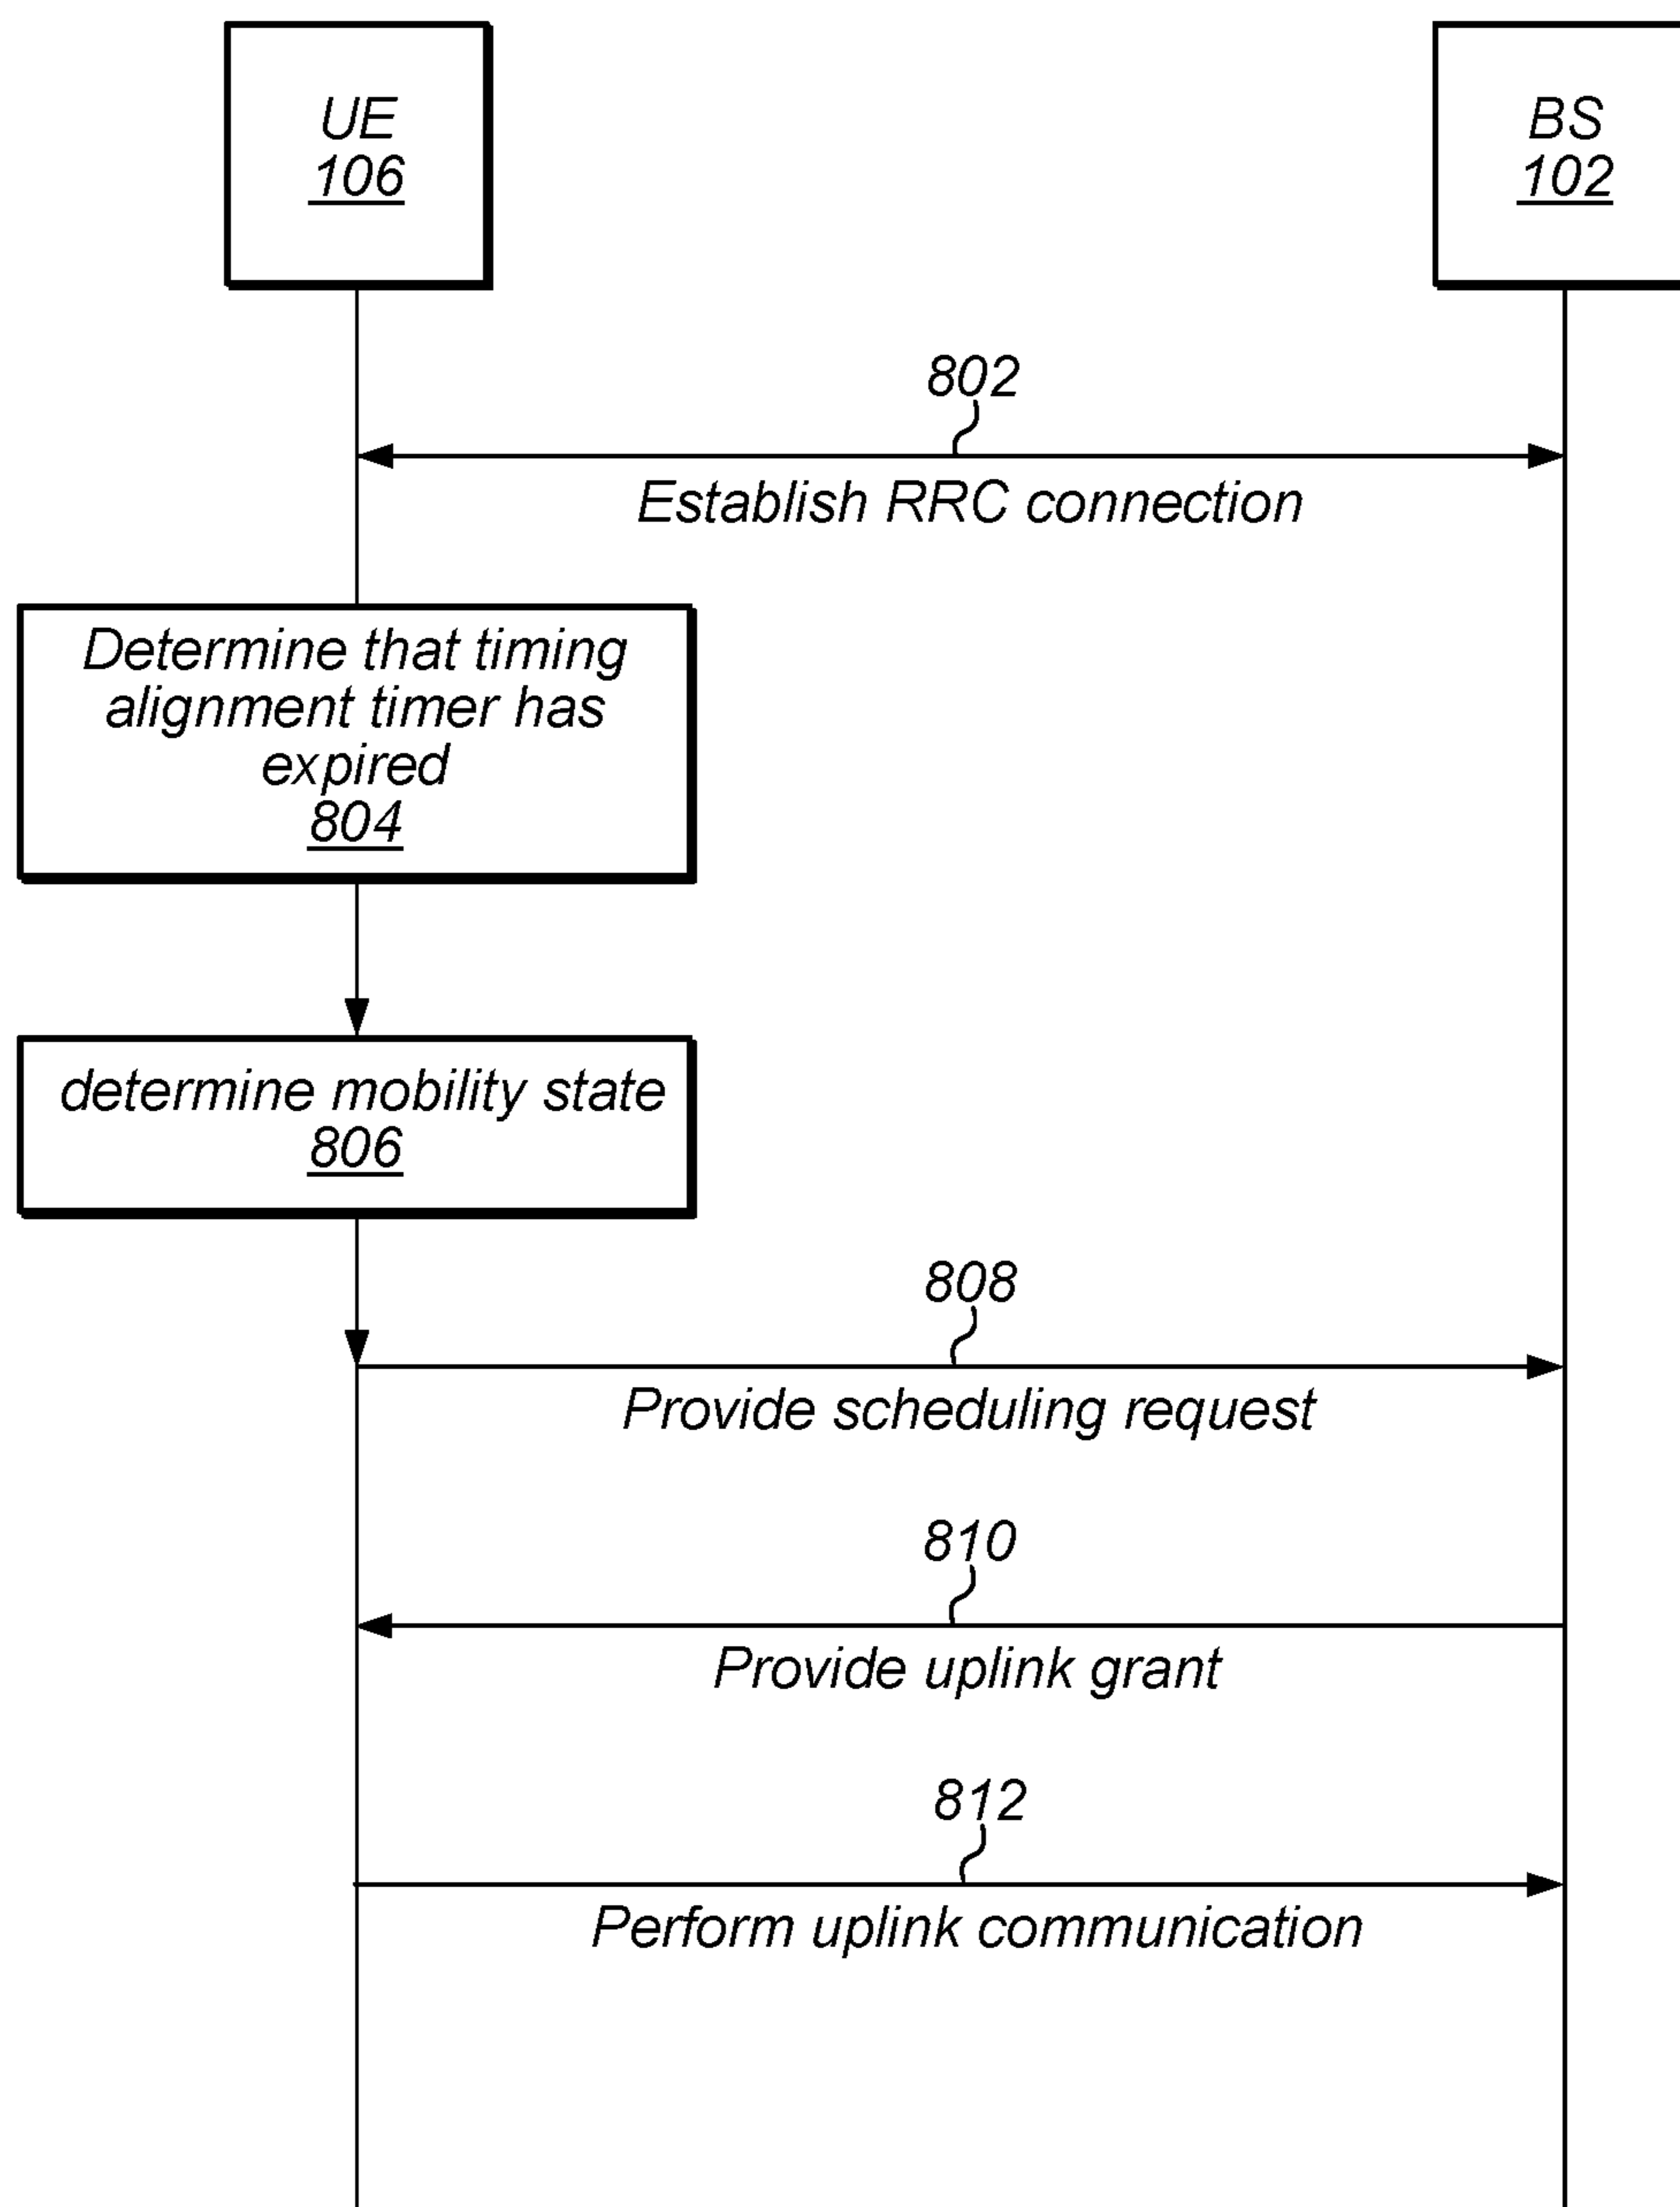 UE
106
BS
102
802
Establish RRC connection
Determine that timing
alignment timer has
expired
804
determine mobility state
806
808
Provide scheduling request
810
Provide uplink grant
812
Perform uplink communication